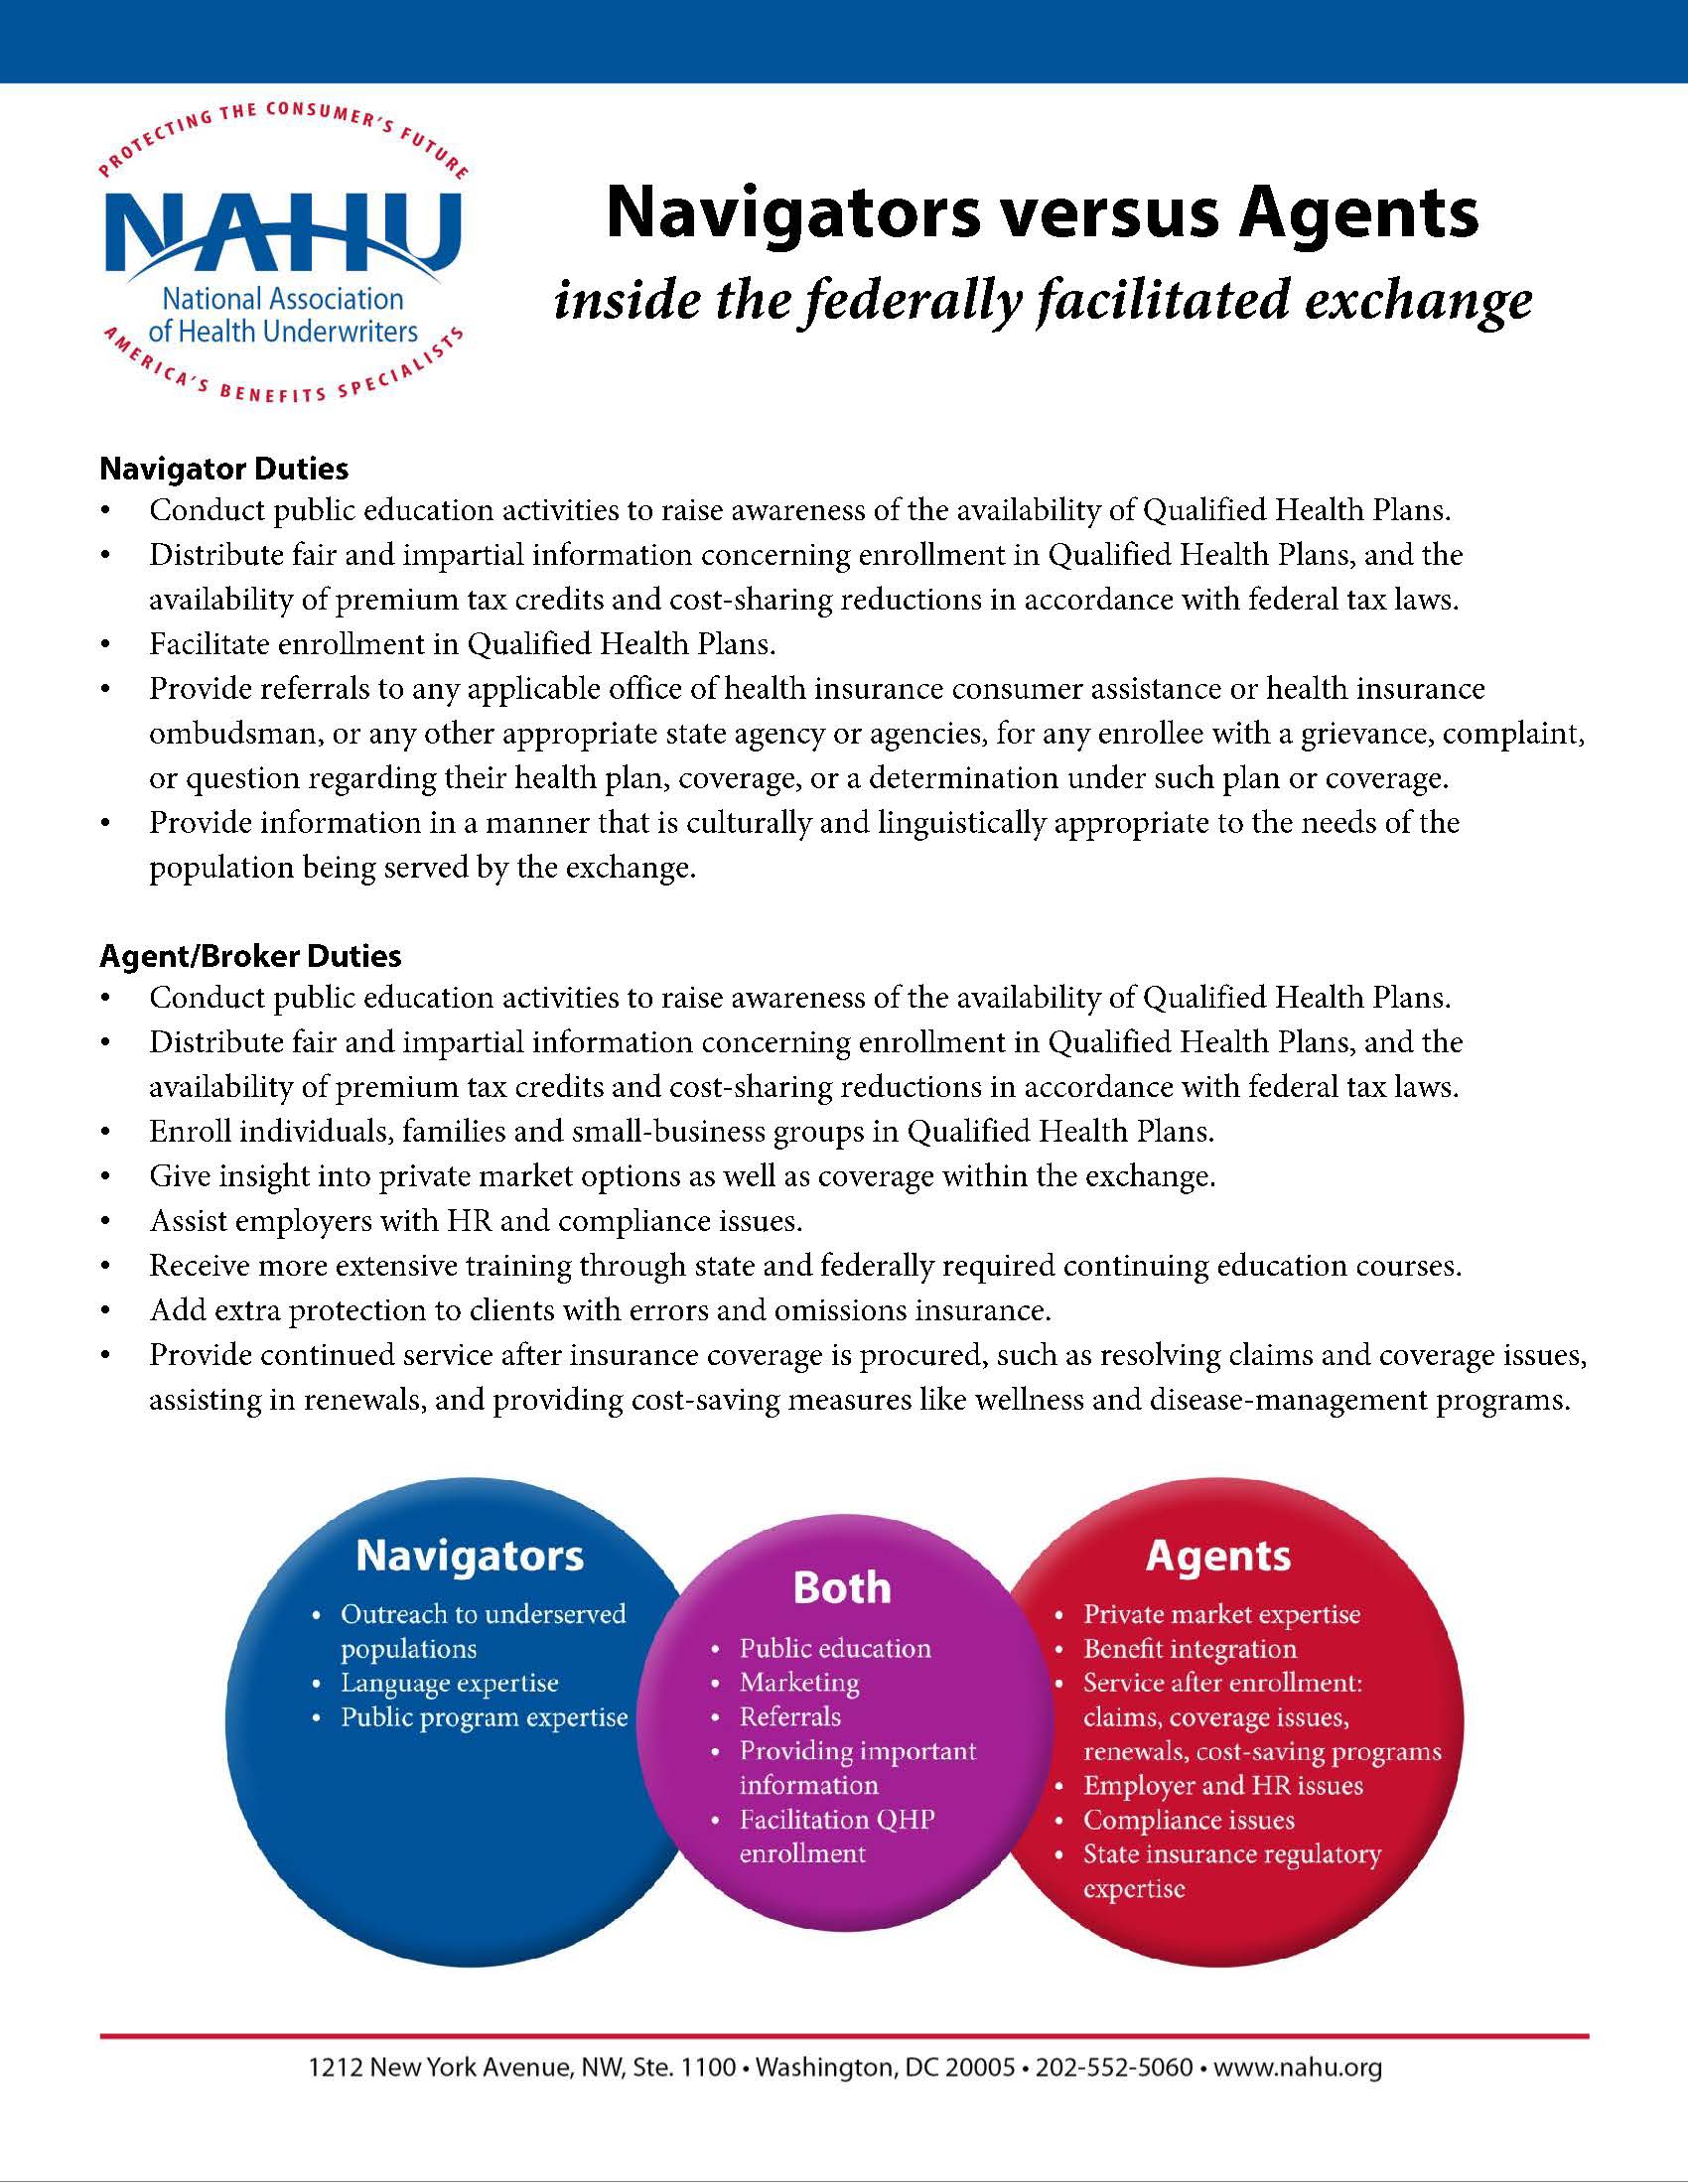 PROTECTING THE CONSUMER'S FUTURE
NAHU
National Association
of Health Underwriters
AMERICA'S BENEFITS SPECIALISTS
Navigators versus Agents
inside the federally facilitated exchange
Navigator Duties
• Conduct public education activities to raise awareness of the availability of Qualified Health Plans.
• Distribute fair and impartial information concerning enrollment in Qualified Health Plans, and the
availability of premium tax credits and cost-sharing reductions in accordance with federal tax laws.
• Facilitate enrollment in Qualified Health Plans.
• Provide referrals to any applicable office of health insurance consumer assistance or health insurance
ombudsman, or any other appropriate state agency or agencies, for any enrollee with a grievance, complaint,
or question regarding their health plan, coverage, or a determination under such plan or coverage.
• Provide information in a manner that is culturally and linguistically appropriate to the needs of the
population being served by the exchange.
Agent/Broker Duties
• Conduct public education activities to raise awareness of the availability of Qualified Health Plans.
• Distribute fair and impartial information concerning enrollment in Qualified Health Plans, and the
availability of premium tax credits and cost-sharing reductions in accordance with federal tax laws.
• Enroll individuals, families and small-business groups in Qualified Health Plans.
• Give insight into private market options as well as coverage within the exchange.
• Assist employers with HR and compliance issues.
• Receive more extensive training through state and federally required continuing education courses.
• Add extra protection to clients with errors and omissions insurance.
• Provide continued service after insurance coverage is procured, such as resolving claims and coverage issues,
assisting in renewals, and providing cost-saving measures like wellness and disease-management programs.
Navigators
• Outreach to underserved
populations
• Language expertise
• Public program expertise
Both
• Public education
• Marketing
• Referrals
• Providing important
information
• Facilitation QHP
enrollment
Agents
• Private market expertise
• Benefit integration
• Service after enrollment:
claims, coverage issues,
renewals, cost-saving programs
• Employer and HR issues
• Compliance issues
• State insurance regulatory
expertise
1212 New York Avenue, NW, Ste. 1100 • Washington, DC 20005 • 202-552-5060 • www.nahu.org